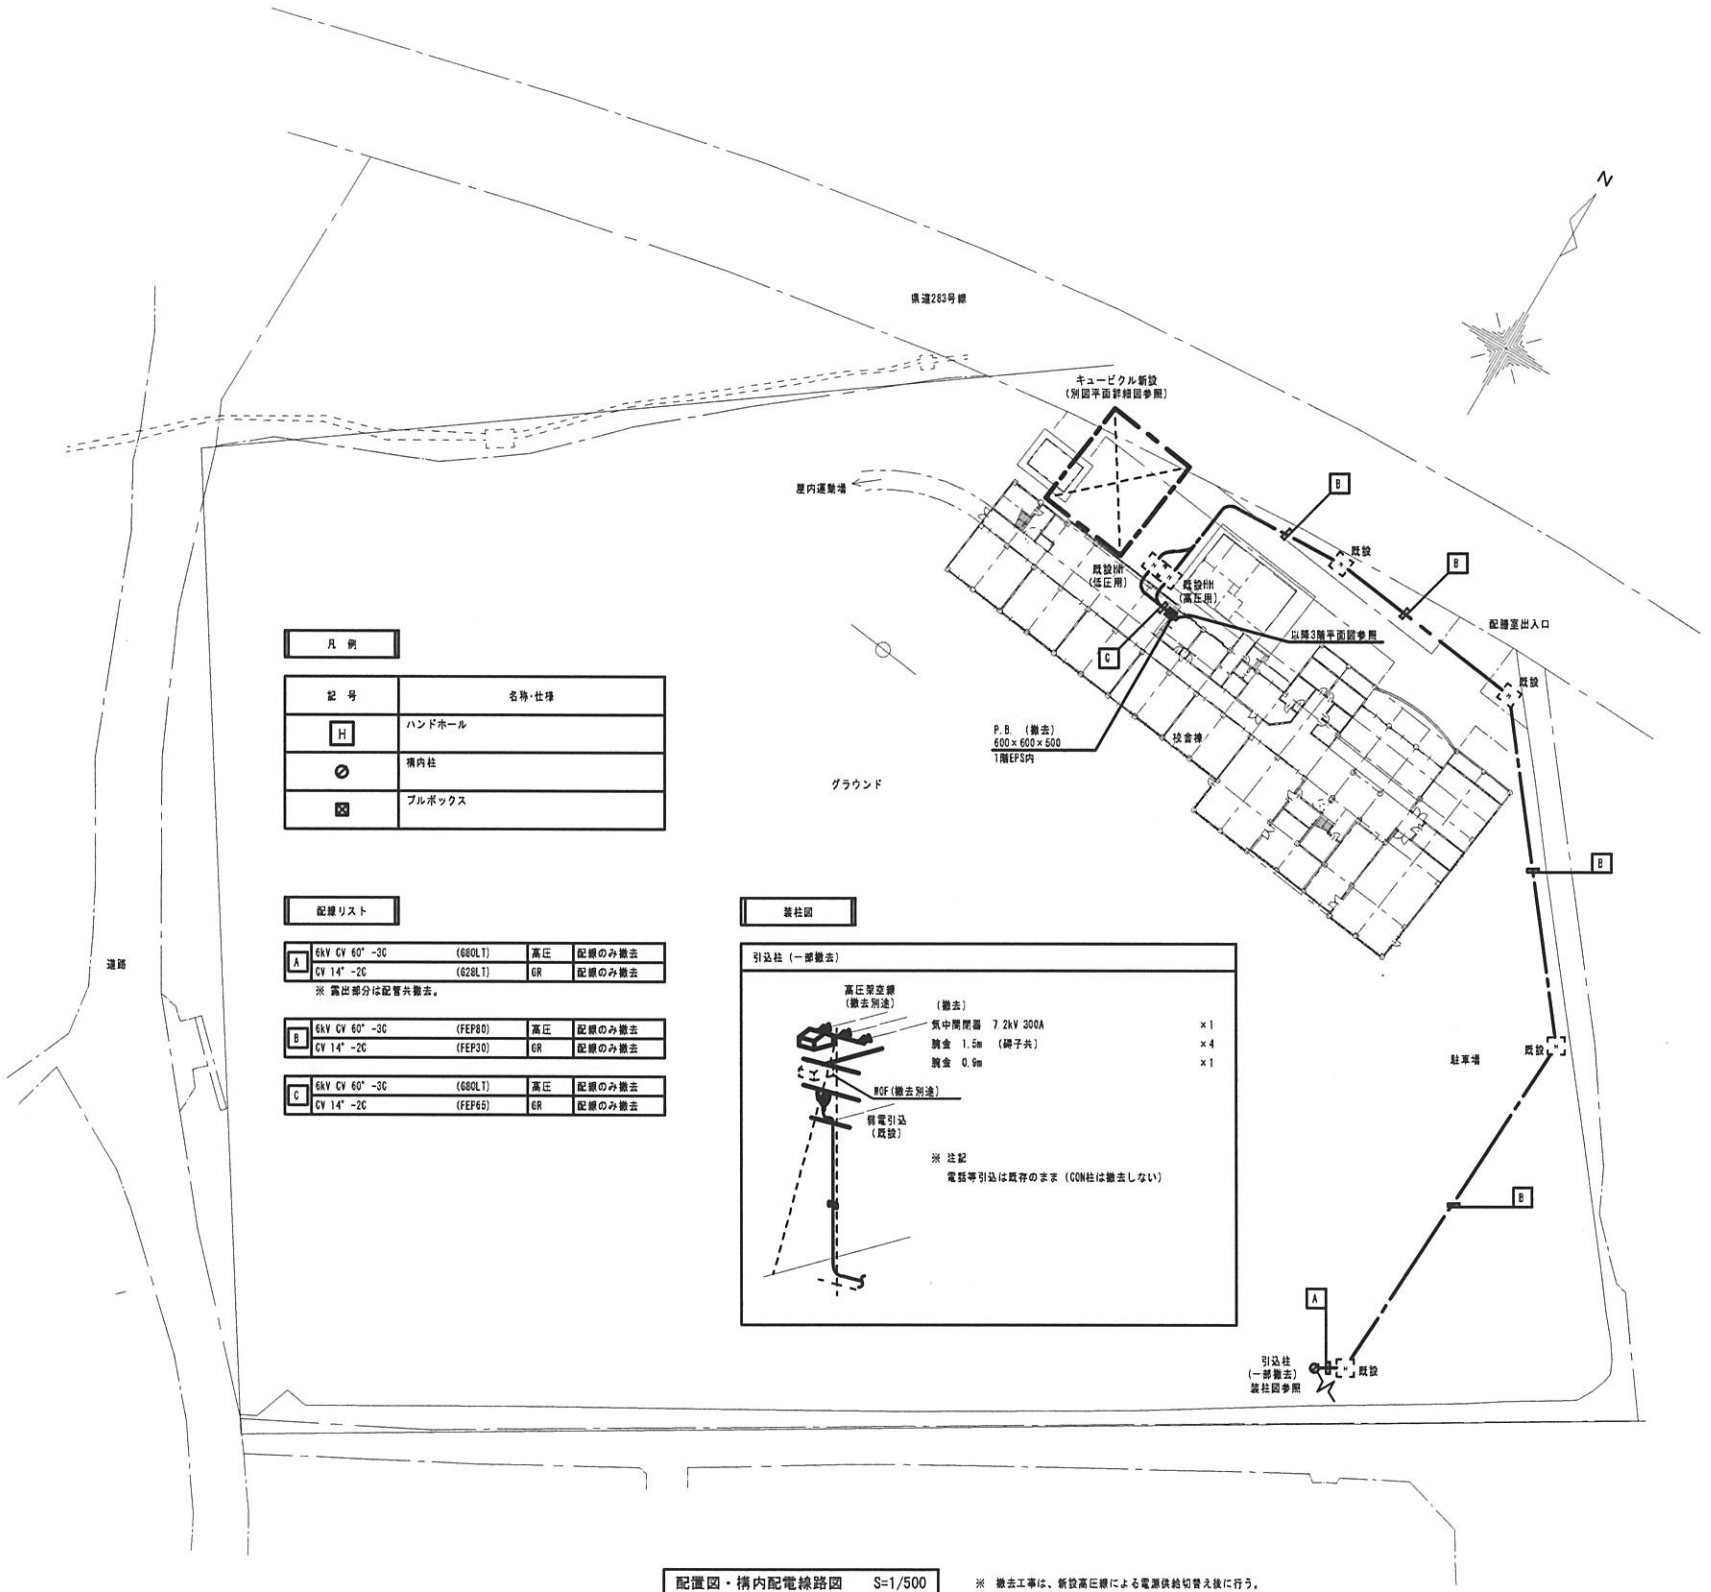 N
県道283号線
キュービクル新設
(別図平面詳細図参照)
屋内運動場
B
既設
既設HH
(低圧用)
既設HH
(高圧用)
B
配膳室出入口
以降3階平面図参照
C
既設
P.B. (撤去)
600×600×500
1階EPS内
校舎棟
グラウンド
凡 例
記 号
名称・仕様
H
ハンドホール
構内柱
プルボックス
B
配線リスト
A
6kV CV 60° -3C (G80LT) 高圧 配線のみ撤去
CV 14° -2C (G28LT) GR 配線のみ撤去
※ 露出部分は配管共撤去。
B
6kV CV 60° -3C (FEP80) 高圧 配線のみ撤去
CV 14° -2C (FEP30) GR 配線のみ撤去
C
6kV CV 60° -3C (G80LT) 高圧 配線のみ撤去
CV 14° -2C (FEP65) GR 配線のみ撤去
道路
装柱図
引込柱 (一部撤去)
高圧架空線
(撤去別途)
(撤去)
気中開閉器 7.2kV 300A ×1
腕金 1.5m (碍子共) ×4
腕金 0.9m ×1
MOF(撤去別途)
弱電引込
(既設)
※ 注記
電話等引込は既存のまま (CON柱は撤去しない)
既設
H
駐車場
B
A
引込柱
(一部撤去)
装柱図参照
H
既設
配置図・構内配電線路図 S=1/500
※ 撤去工事は、新設高圧線による電源供給切替え後に行う。